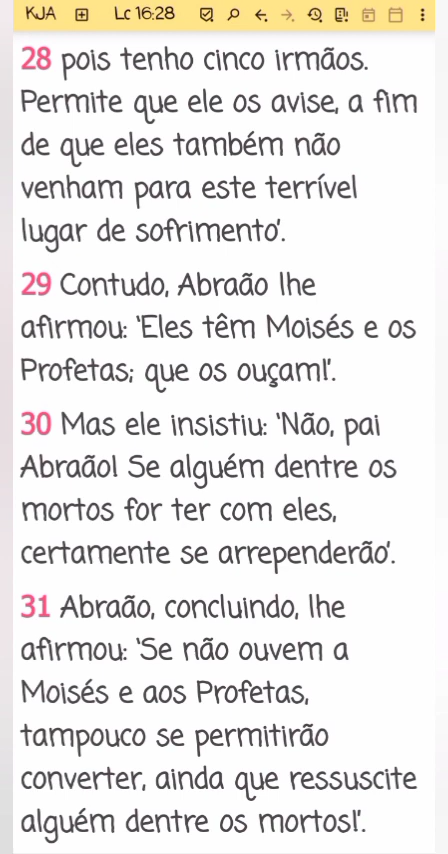 KJA Lc 16:28
28 pois tenho cinco irmãos.
Permite que ele os avise, a fim
de que eles também não
venham para este terrível
lugar de sofrimento'.
29 Contudo, Abraão lhe
afirmou: 'Eles têm Moisés e os
Profetas; que os ouçam!'.
30 Mas ele insistiu: 'Não, pai
Abraão! Se alguém dentre os
mortos for ter com eles,
certamente se arrependerão'.
31 Abraão, concluindo, lhe
afirmou: 'Se não ouvem a
Moisés e aos Profetas,
tampouco se permitirão
converter, ainda que ressuscite
alguém dentre os mortos!'.